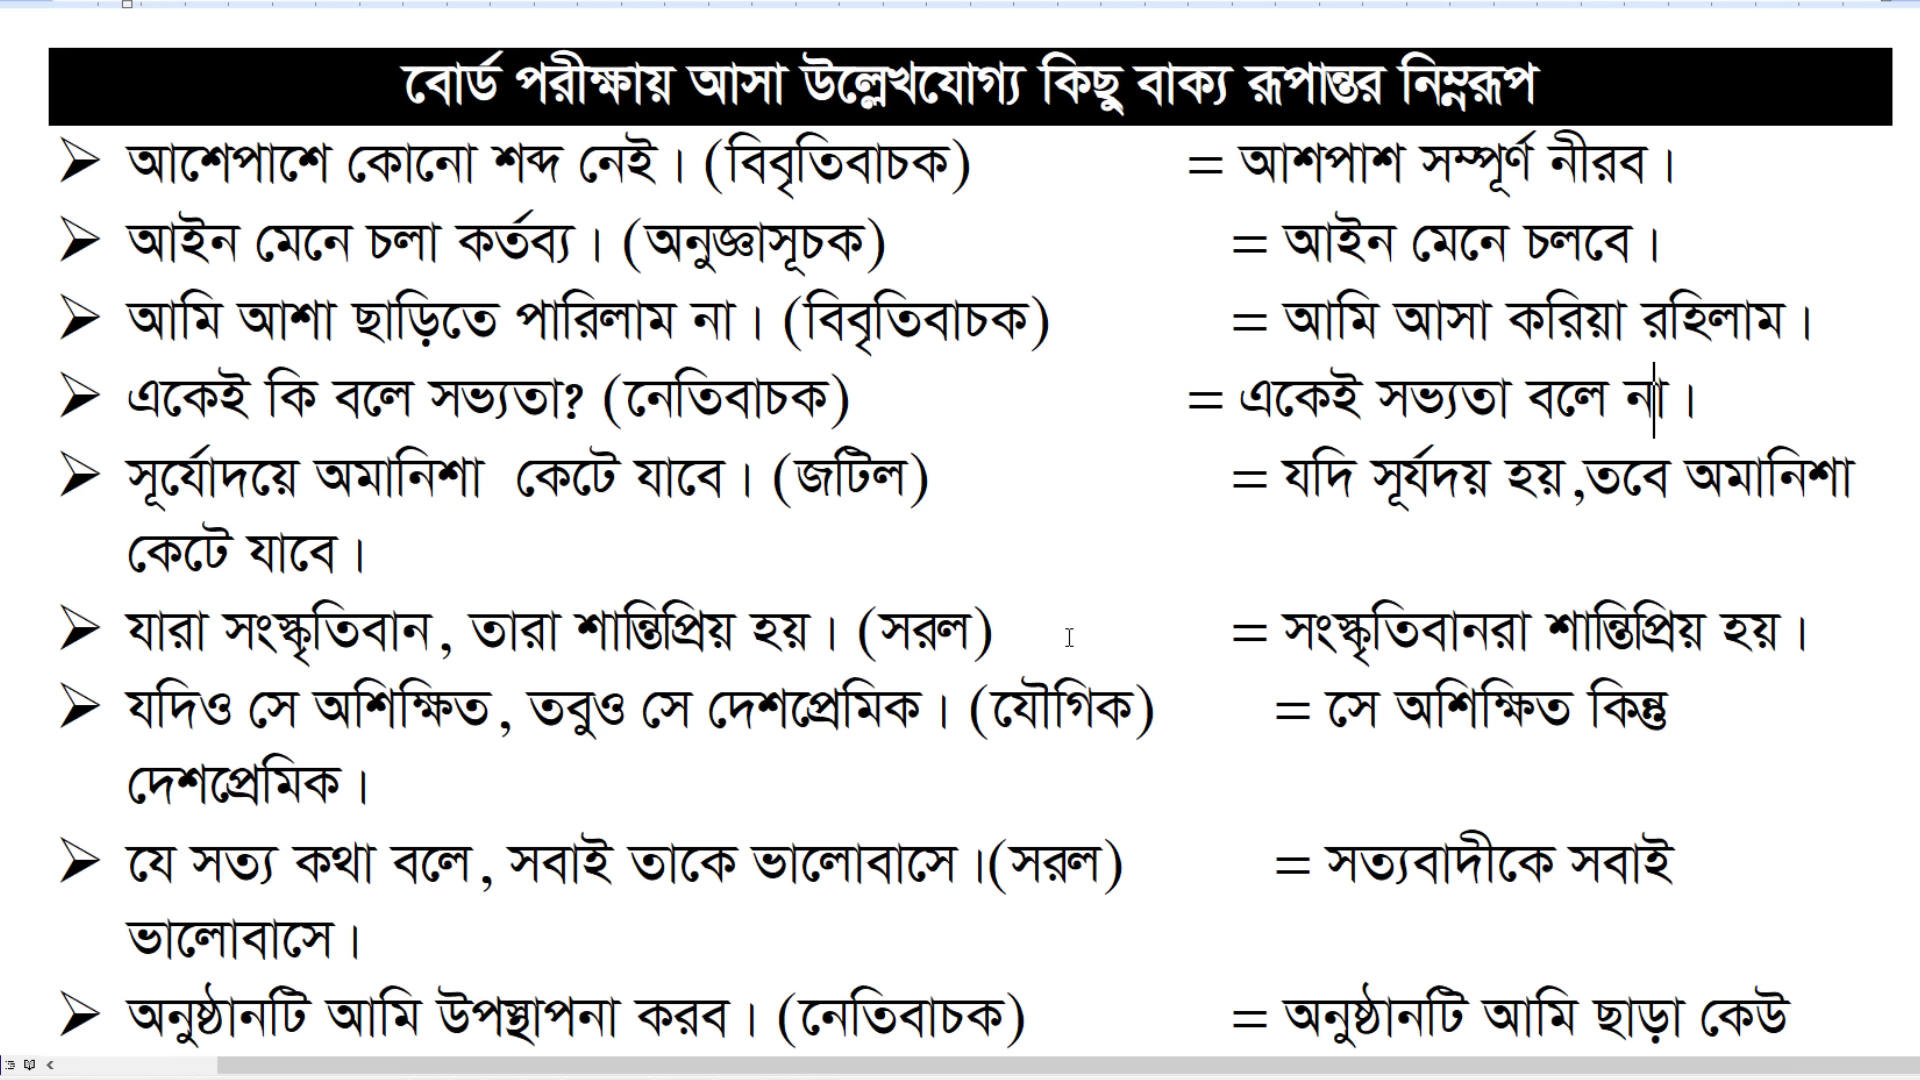 বোর্ড পরীক্ষায় আসা উল্লেখযোগ্য কিছু বাক্য রূপান্তর নিম্নরূপ
➢ আশেপাশে কোনো শব্দ নেই। (বিবৃতিবাচক) = আশপাশ সম্পূর্ণ নীরব।
➢ আইন মেনে চলা কর্তব্য। (অনুজ্ঞাসূচক) = আইন মেনে চলবে।
➢ আমি আশা ছাড়িতে পারিলাম না। (বিবৃতিবাচক) = আমি আসা করিয়া রহিলাম।
➢ একেই কি বলে সভ্যতা? (নেতিবাচক) = একেই সভ্যতা বলে না।
➢ সূর্যোদয়ে অমানিশা কেটে যাবে। (জটিল) = যদি সূর্যদয় হয়,তবে অমানিশা
কেটে যাবে।
➢ যারা সংস্কৃতিবান, তারা শান্তিপ্রিয় হয়। (সরল) = সংস্কৃতিবানরা শান্তিপ্রিয় হয়।
➢ যদিও সে অশিক্ষিত, তবুও সে দেশপ্রেমিক। (যৌগিক) = সে অশিক্ষিত কিন্তু
দেশপ্রেমিক।
➢ যে সত্য কথা বলে, সবাই তাকে ভালোবাসে।(সরল) = সত্যবাদীকে সবাই
ভালোবাসে।
➢ অনুষ্ঠানটি আমি উপস্থাপনা করব। (নেতিবাচক) = অনুষ্ঠানটি আমি ছাড়া কেউ